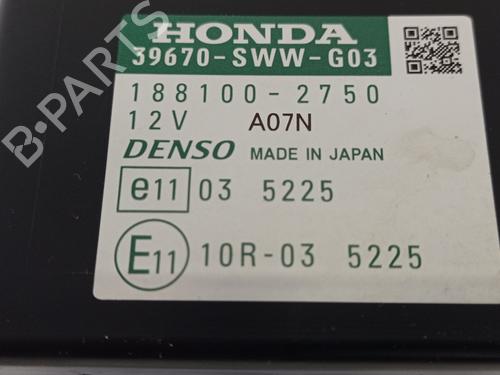 HONDA
39670-SWW-G03
188100-2750
12V A07N
DENSO MADE IN JAPAN
e11 03 5225
E11 10R-03 5225
B-PARTS